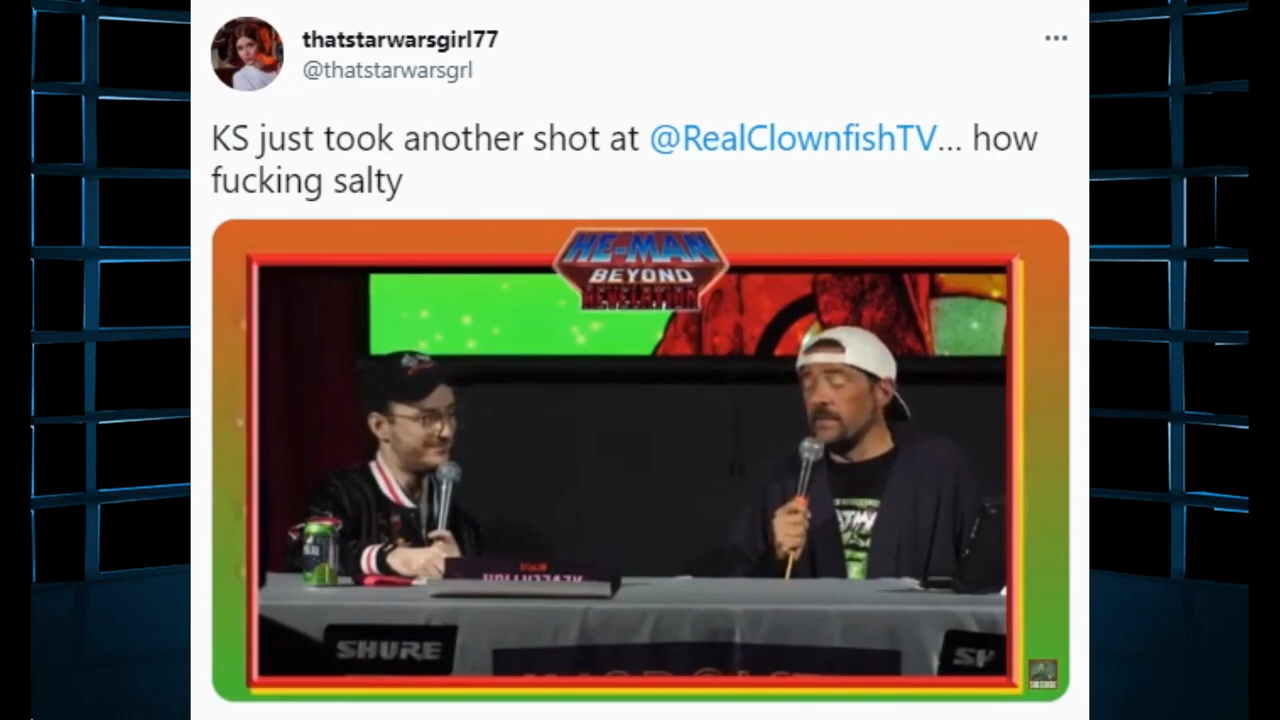 thatstarwarsgirl77
@thatstarwarsgrl
KS just took another shot at @RealClownfishTV... how
fucking salty
HE-MAN
BEYOND
REVELATION
SHURE